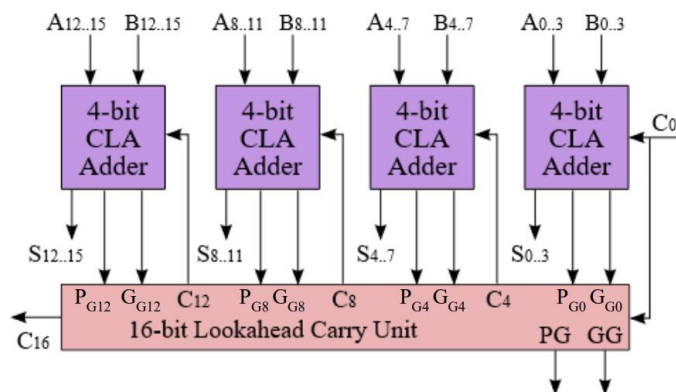 A12..15 B12..15 A8..11 B8..11 A4..7 B4..7 A0..3 B0..3
4-bit CLA Adder
4-bit CLA Adder
4-bit CLA Adder
4-bit CLA Adder
C0
S12..15 S8..11 S4..7 S0..3
PG12 GG12 C12 PG8 GG8 C8 PG4 GG4 C4 PG0 GG0
C16
16-bit Lookahead Carry Unit
PG GG